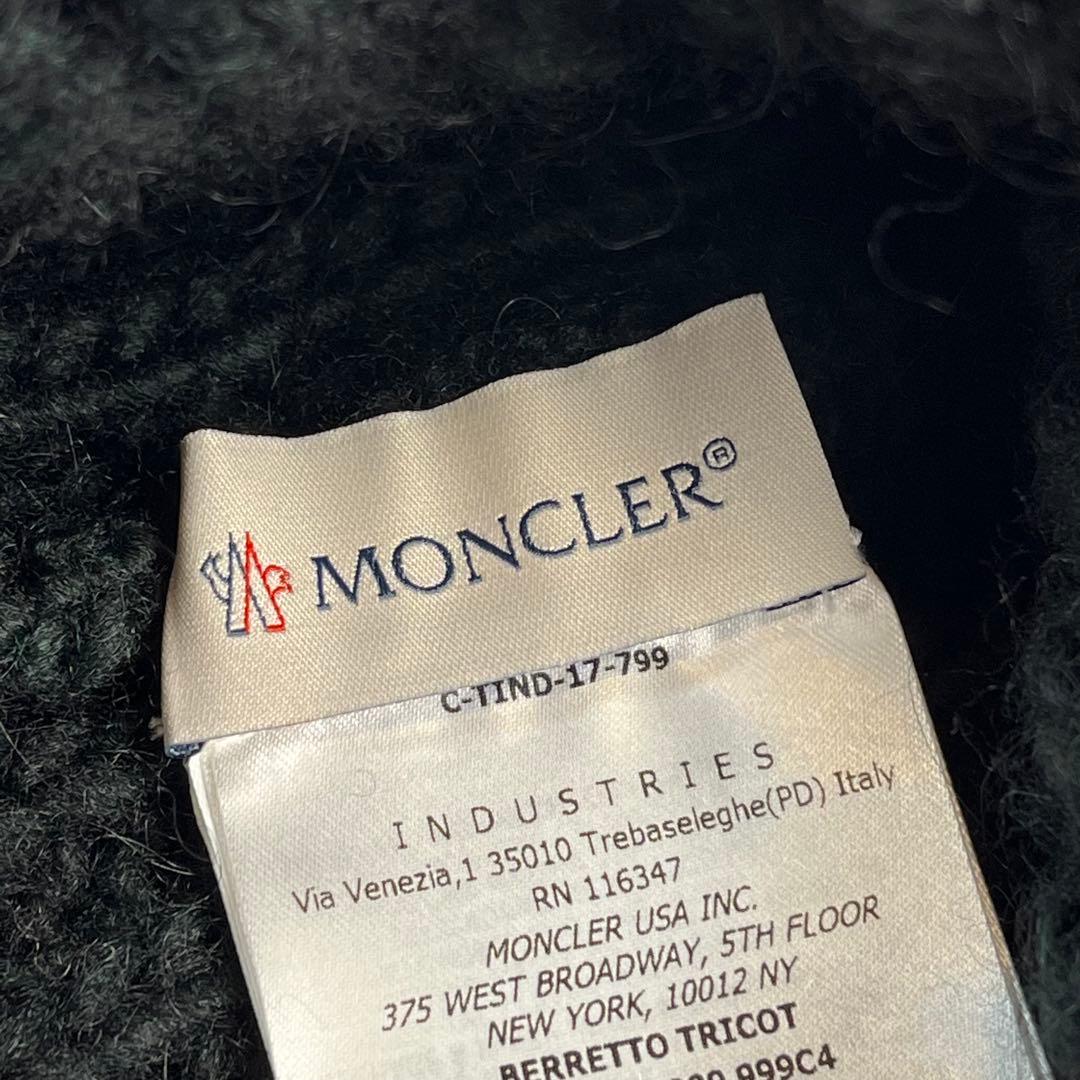 MONCLER®
C-TIND-17-799
INDUSTRIES
Via Venezia,1 35010 Trebaseleghe(PD) Italy
RN 116347
MONCLER USA INC.
375 WEST BROADWAY, 5TH FLOOR
NEW YORK, 10012 NY
BERRETTO TRICOT
999C4